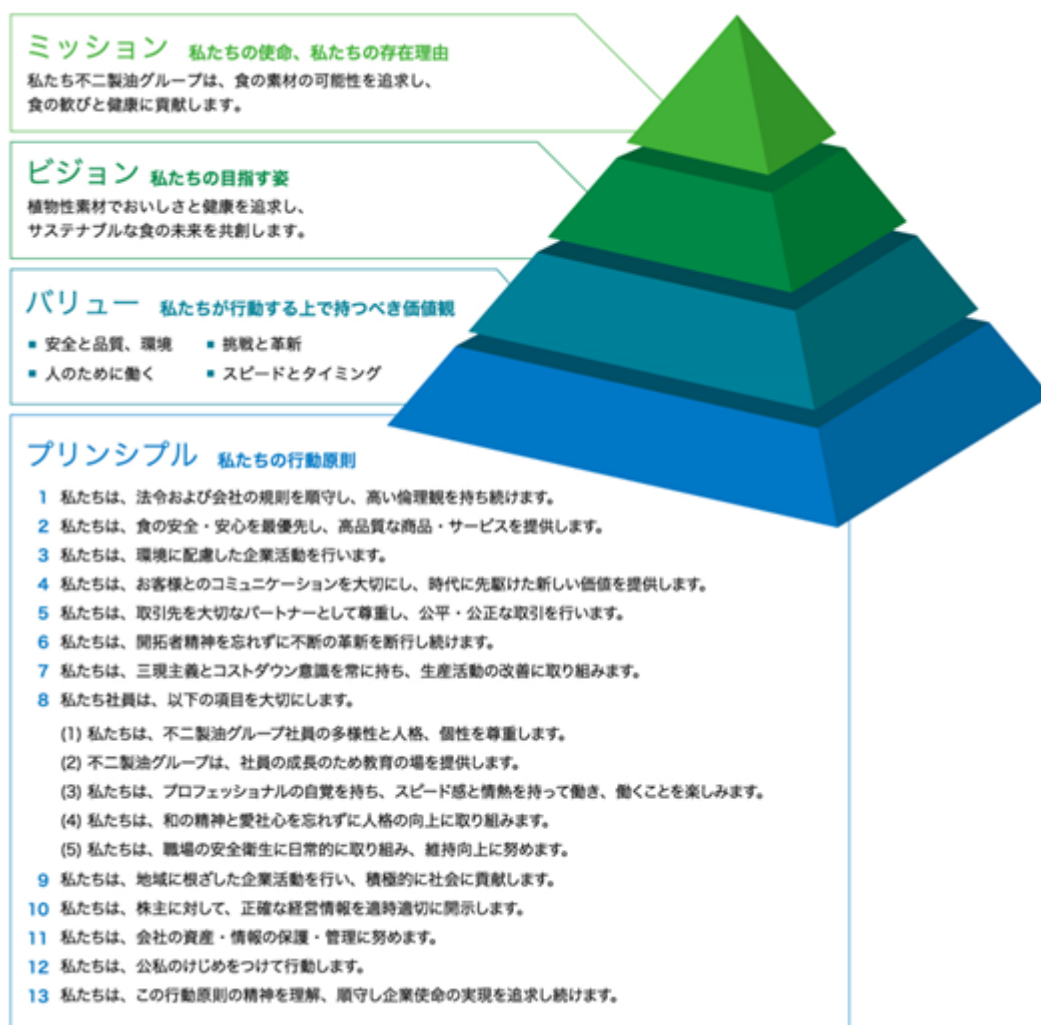 ミッション 私たちの使命、私たちの存在理由
私たち不二製油グループは、食の素材の可能性を追求し、
食の歓びと健康に貢献します。
ビジョン 私たちの目指す姿
植物性素材でおいしさと健康を追求し、
サステナブルな食の未来を共創します。
バリュー 私たちが行動する上で持つべき価値観
■ 安全と品質、環境 ■ 挑戦と革新
■ 人のために働く ■ スピードとタイミング
プリンシプル 私たちの行動原則
1 私たちは、法令および会社の規則を順守し、高い倫理観を持ち続けます。
2 私たちは、食の安全・安心を最優先し、高品質な商品・サービスを提供します。
3 私たちは、環境に配慮した企業活動を行います。
4 私たちは、お客様とのコミュニケーションを大切にし、時代に先駆けた新しい価値を提供します。
5 私たちは、取引先を大切なパートナーとして尊重し、公平・公正な取引を行います。
6 私たちは、開拓者精神を忘れずに不断の革新を断行し続けます。
7 私たちは、三現主義とコストダウン意識を常に持ち、生産活動の改善に取り組みます。
8 私たち社員は、以下の項目を大切にします。
(1) 私たちは、不二製油グループ社員の多様性と人格、個性を尊重します。
(2) 不二製油グループは、社員の成長のため教育の場を提供します。
(3) 私たちは、プロフェッショナルの自覚を持ち、スピード感と情熱を持って働き、働くことを楽しみます。
(4) 私たちは、和の精神と愛社心を忘れずに人格の向上に取り組みます。
(5) 私たちは、職場の安全衛生に日常的に取り組み、維持向上に努めます。
9 私たちは、地域に根ざした企業活動を行い、積極的に社会に貢献します。
10 私たちは、株主に対して、正確な経営情報を適時適切に開示します。
11 私たちは、会社の資産・情報の保護・管理に努めます。
12 私たちは、公私のけじめをつけて行動します。
13 私たちは、この行動原則の精神を理解、順守し企業使命の実現を追求し続けます。